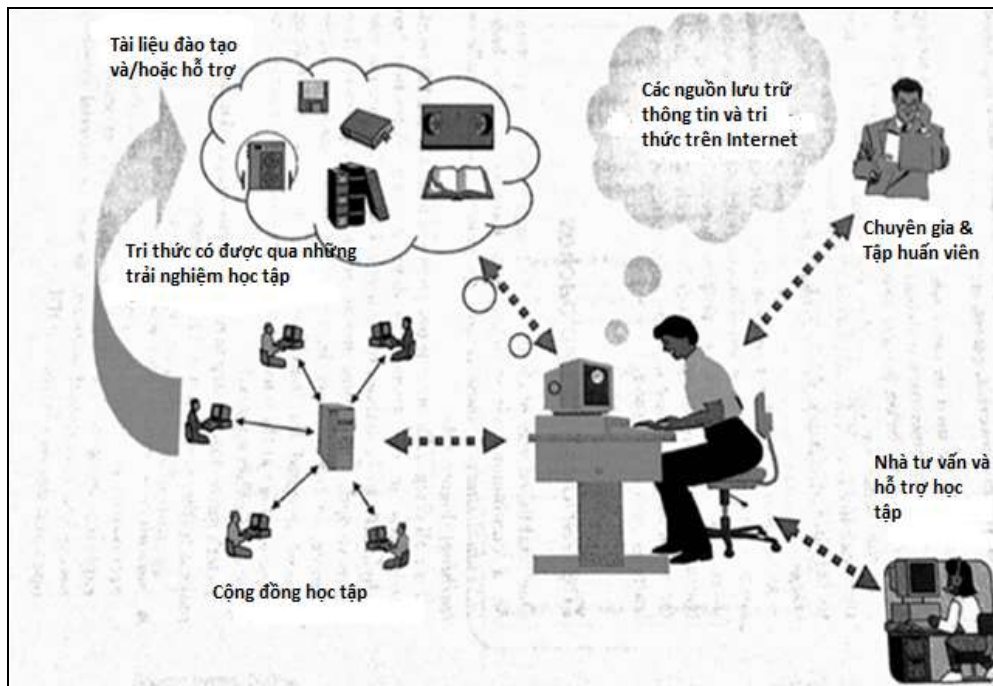 Tài liệu đào tạo
và/hoặc hỗ trợ
Các nguồn lưu trữ
thông tin và tri
thức trên Internet
Chuyên gia &
Tập huấn viên
Tri thức có được qua những
trải nghiệm học tập
Nhà tư vấn và
hỗ trợ học
tập
Cộng đồng học tập